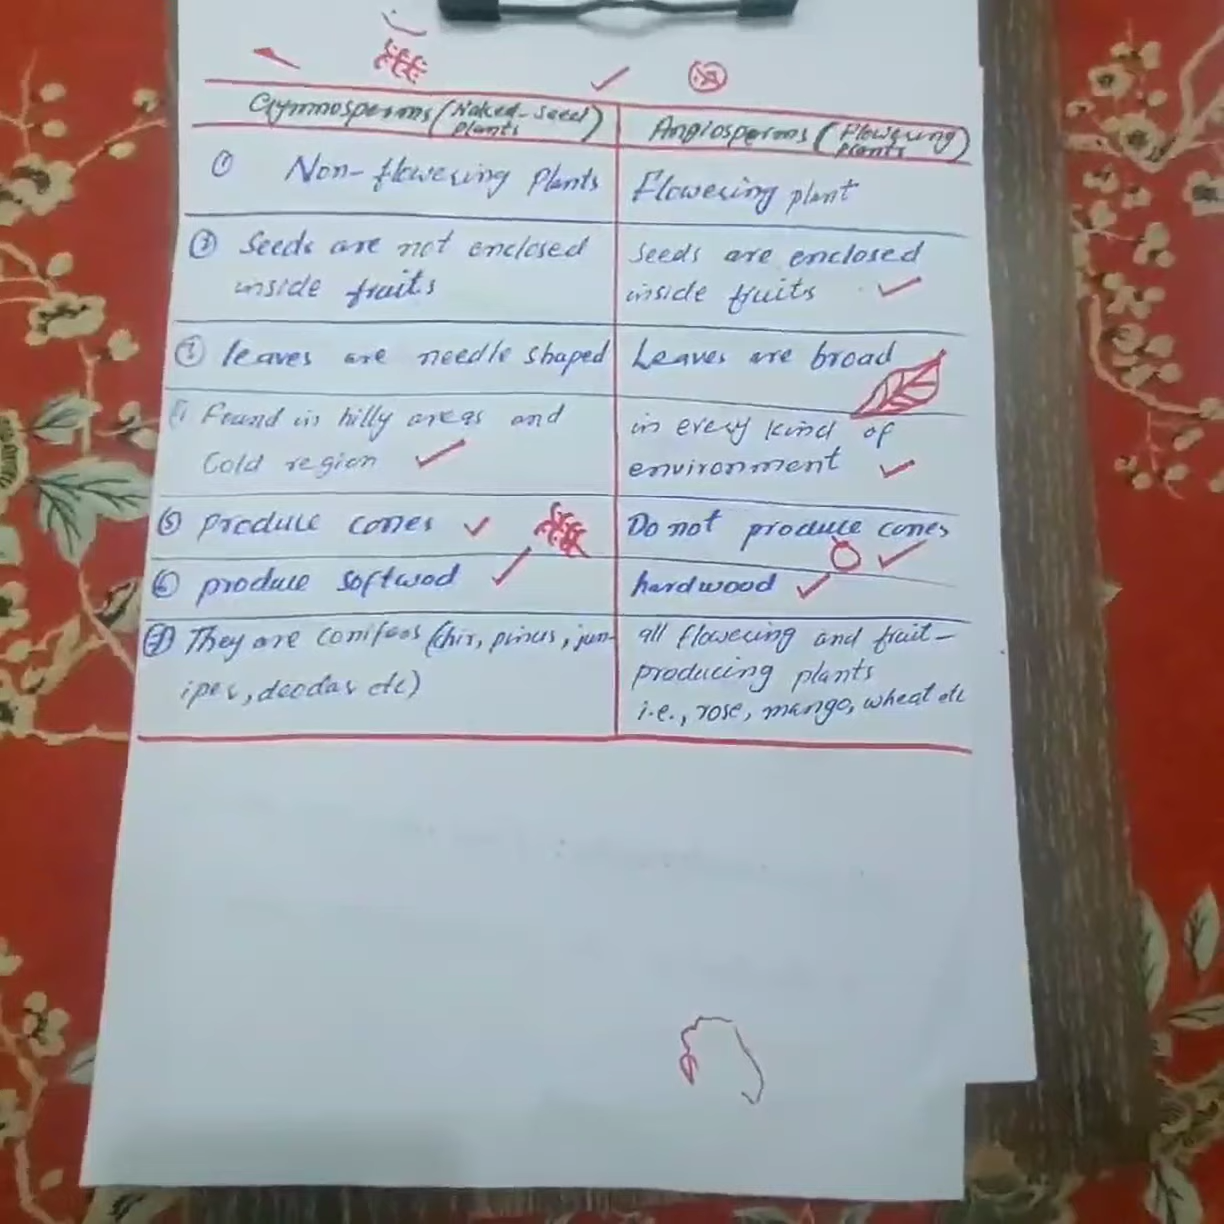 Gymnosperms (Naked-seed plants)
Angiosperms (Flowering plants)
① Non-flowering Plants
Flowering plant
② Seeds are not enclosed
inside fruits
Seeds are enclosed
inside fruits
③ leaves are needle shaped
Leaves are broad
Found in hilly areas and
Cold region
in every kind of
environment
⑤ produce cones
Do not produce cones
⑥ produce softwod
hardwood
⑦ They are conifers (chir, pinus, jun-
iper, deodar etc)
all flowering and fruit-
producing plants
i.e., rose, mango, wheat etc